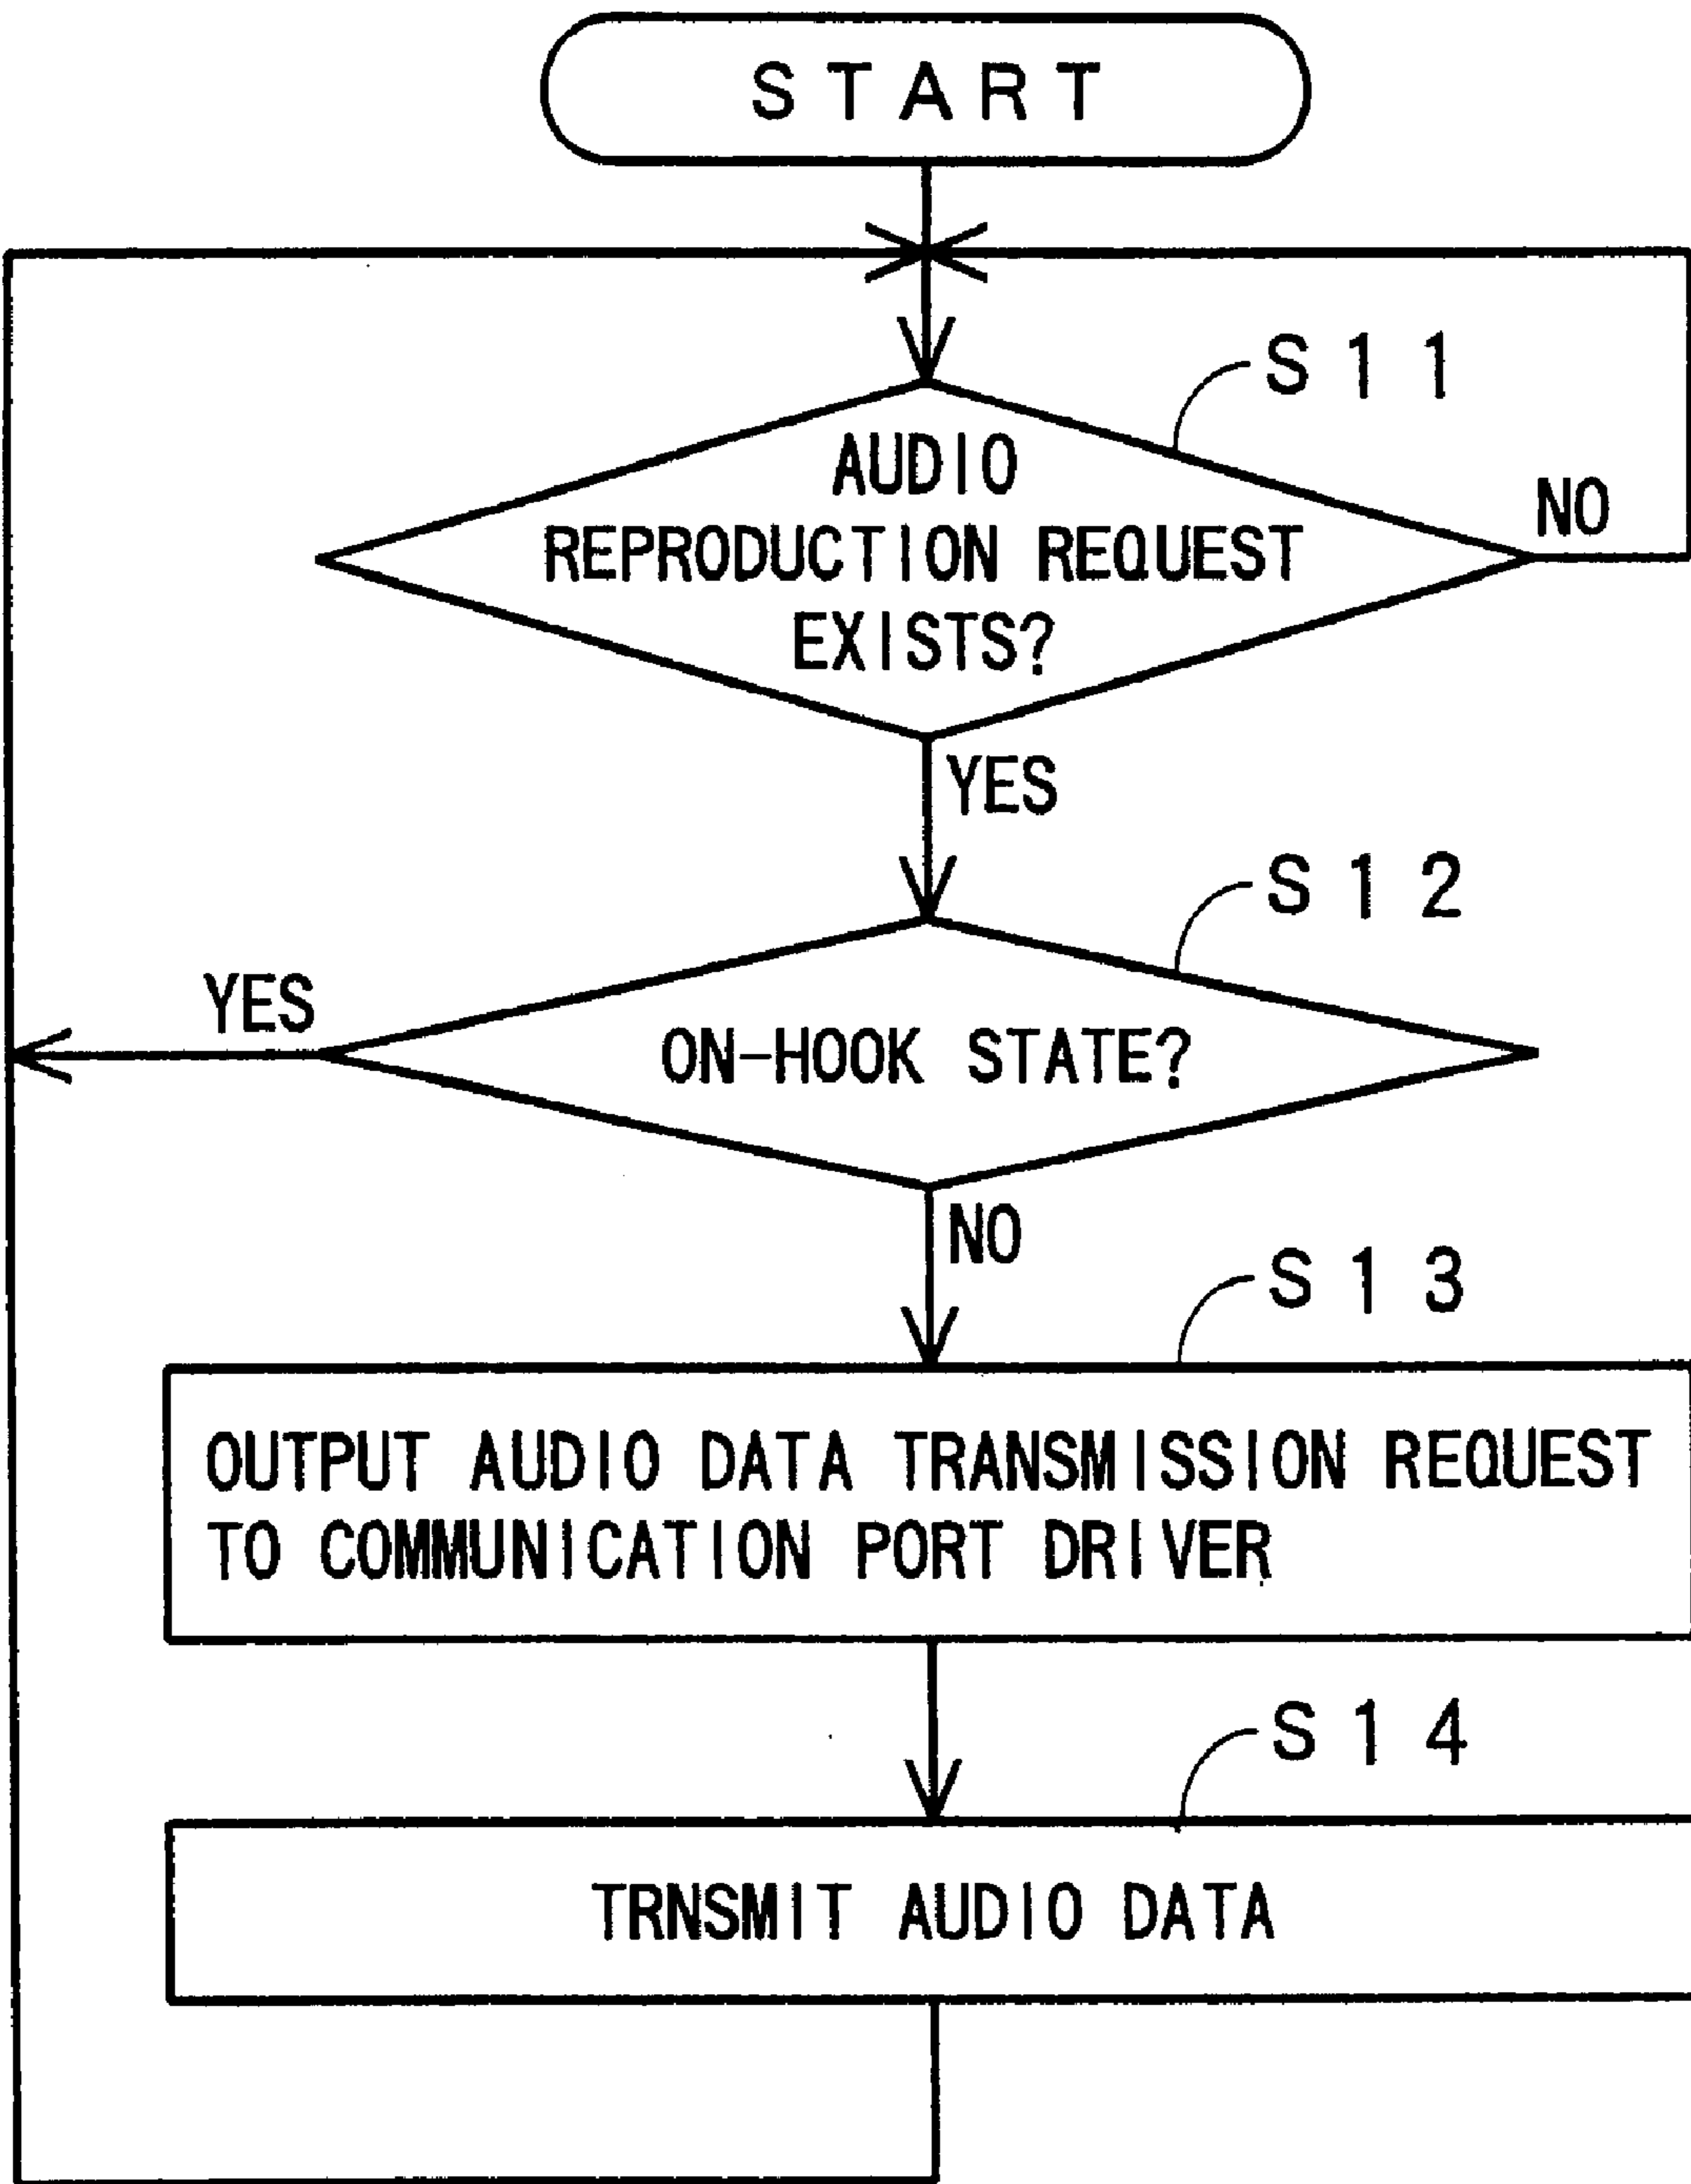 START
S11
AUDIO
REPRODUCTION REQUEST
EXISTS?
NO
YES
S12
YES
ON-HOOK STATE?
NO
S13
OUTPUT AUDIO DATA TRANSMISSION REQUEST
TO COMMUNICATION PORT DRIVER
S14
TRNSMIT AUDIO DATA